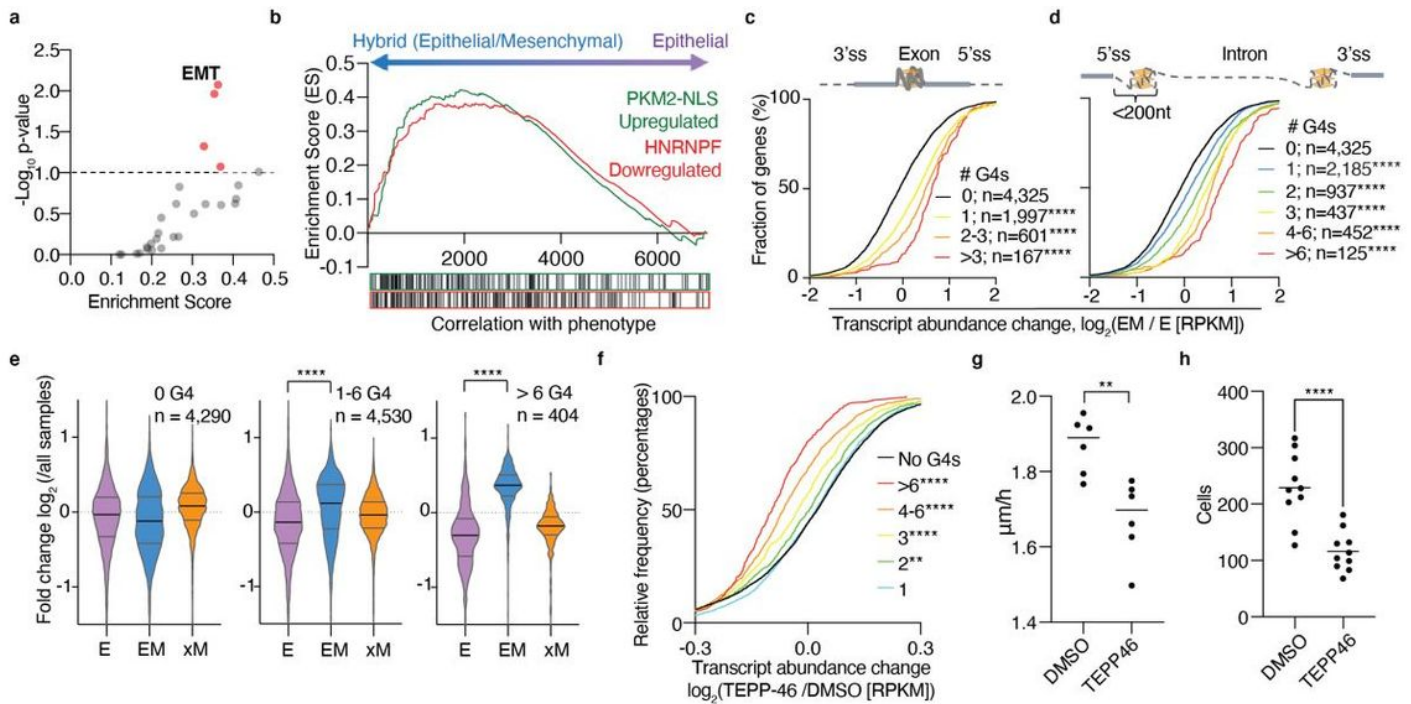 a
2.5
2.0
1.5
1.0
0.5
0.0
-Log10 p-value
EMT
0.0 0.1 0.2 0.3 0.4 0.5
Enrichment Score
b
Hybrid (Epithelial/Mesenchymal) Epithelial
0.5
0.4
0.3
0.2
0.1
0.0
-0.1
Enrichment Score (ES)
PKM2-NLS
Upregulated
HNRNPF
Downregulated
2000 4000 6000
Correlation with phenotype
c
3'ss Exon 5'ss
100
50
0
Fraction of genes (%)
# G4s
0; n=4,325
1; n=1,997****
2-3; n=601****
>3; n=167****
-2 -1 0 1 2
d
5'ss Intron 3'ss
<200nt
# G4s
0; n=4,325
1; n=2,185****
2; n=937****
3; n=437****
4-6; n=452****
>6; n=125****
-2 -1 0 1 2
Transcript abundance change, log2(EM / E [RPKM])
e
Fold change log2 (/all samples)
1
0
-1
0 G4
n = 4,290
E EM xM
1
0
-1
****
1-6 G4
n = 4,530
E EM xM
1
0
-1
****
> 6 G4
n = 404
E EM xM
f
100
50
0
Relative frequency (percentages)
No G4s
>6****
4-6****
3****
2**
1
-0.3 0.0 0.3
Transcript abundance change
log2(TEPP-46 /DMSO [RPKM])
g
**
2.0
1.8
1.6
1.4
µm/h
DMSO
TEPP46
h
****
400
300
200
100
0
Cells
DMSO
TEPP46